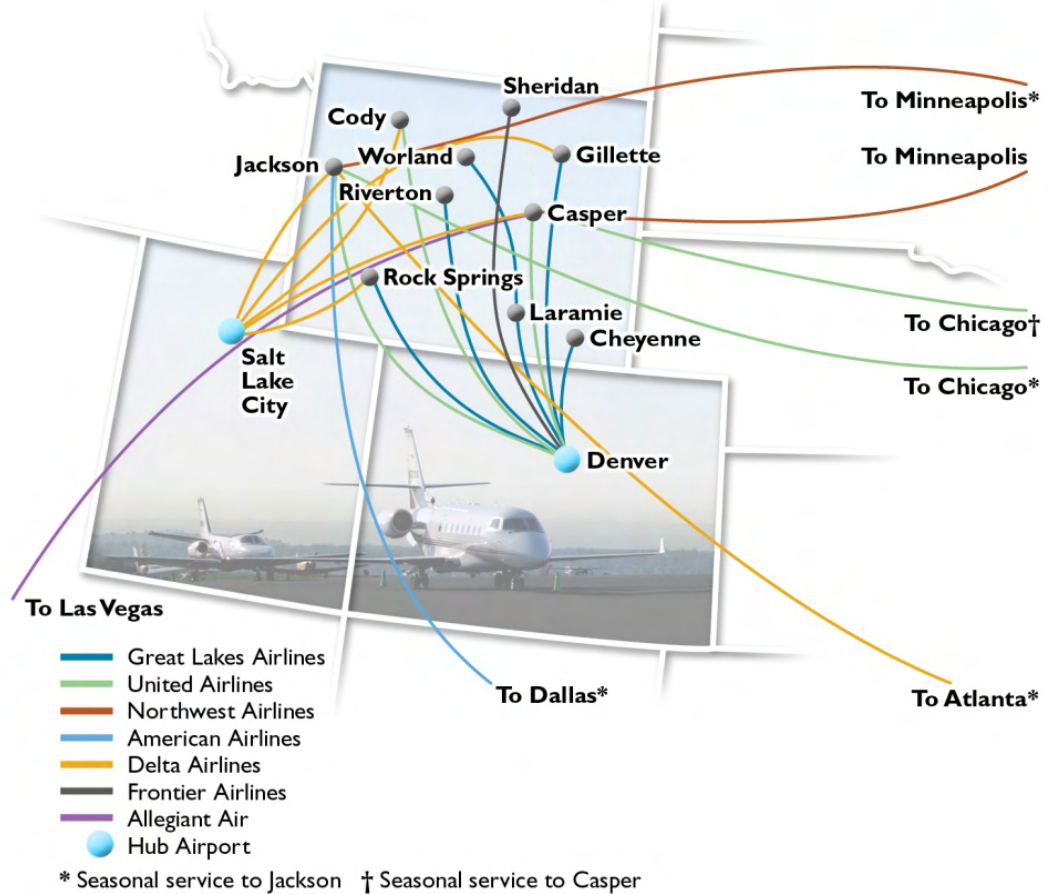 Sheridan
Cody
To Minneapolis*
Jackson
Worland
Gillette
To Minneapolis
Riverton
Casper
Rock Springs
Laramie
To Chicago†
Cheyenne
Salt
Lake
City
To Chicago*
Denver
To Las Vegas
Great Lakes Airlines
United Airlines
To Dallas*
To Atlanta*
Northwest Airlines
American Airlines
Delta Airlines
Frontier Airlines
Allegiant Air
Hub Airport
* Seasonal service to Jackson † Seasonal service to Casper